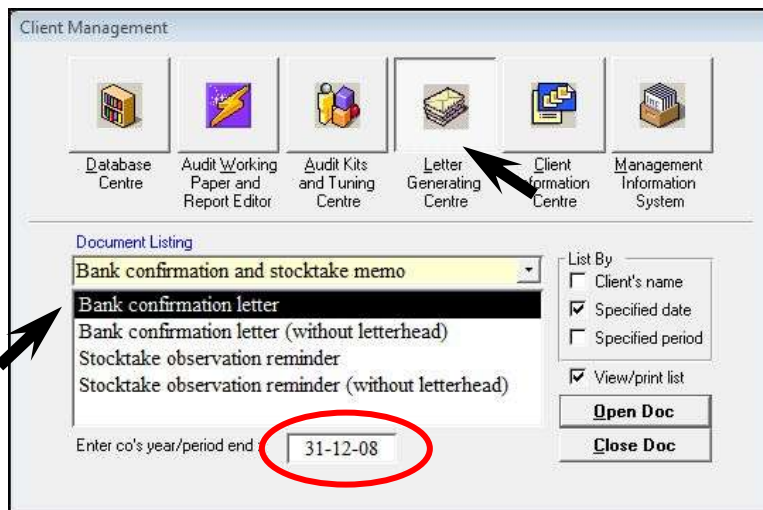 Client Management
Database Centre
Audit Working Paper and Report Editor
Audit Kits and Tuning Centre
Letter Generating Centre
Client Centre
Management Information System
Document Listing
Bank confirmation and stocktake memo
Bank confirmation letter
Bank confirmation letter (without letterhead)
Stocktake observation reminder
Stocktake observation reminder (without letterhead)
Enter co's year/period end :
31-12-08
List By
Client's name
Specified date
Specified period
View/print list
Open Doc
Close Doc